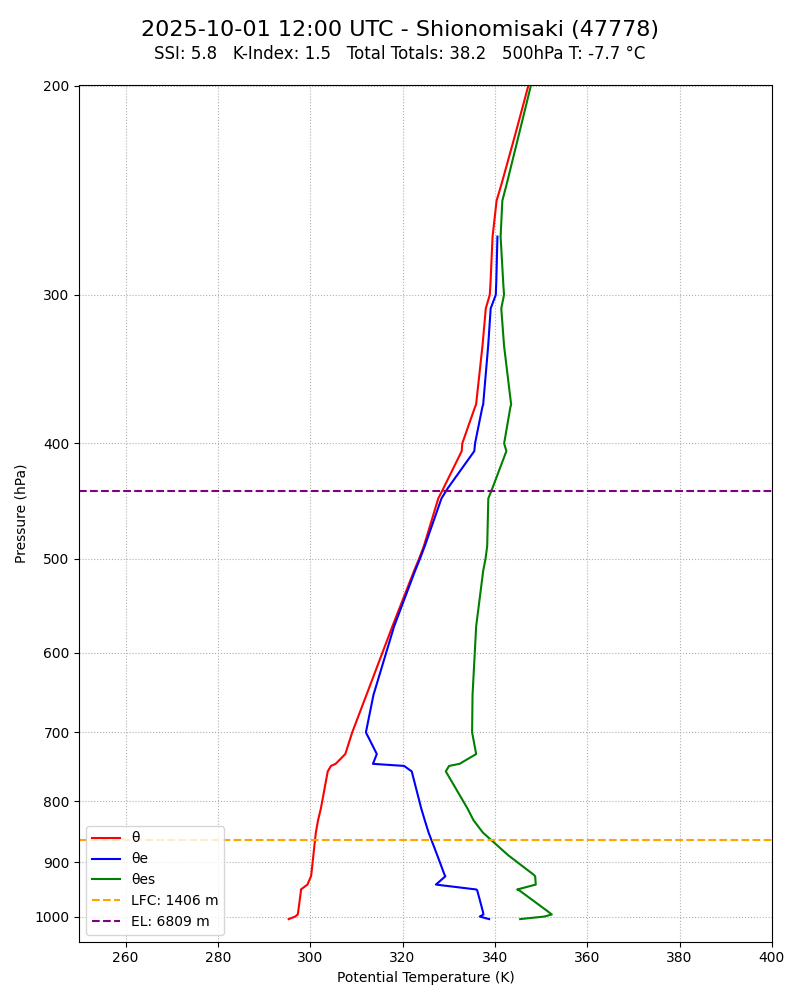 2025-10-01 12:00 UTC - Shionomisaki (47778)
SSI: 5.8   K-Index: 1.5   Total Totals: 38.2   500hPa T: -7.7 °C
200
300
400
500
600
700
800
900
1000
Pressure (hPa)
θ
θe
θes
LFC: 1406 m
EL: 6809 m
260 280 300 320 340 360 380 400
Potential Temperature (K)